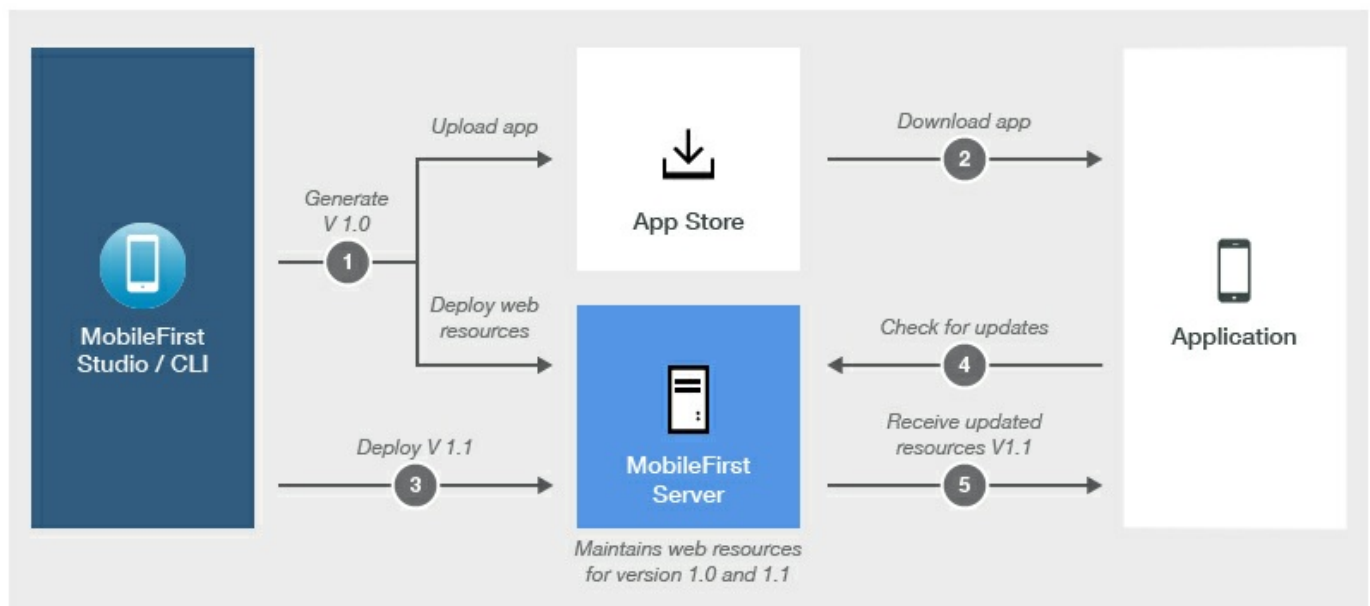 Upload app
Generate
V 1.0
1
Deploy web
resources
MobileFirst
Studio / CLI
Deploy V 1.1
3
App Store
MobileFirst
Server
Maintains web resources
for version 1.0 and 1.1
Download app
2
Check for updates
4
Receive updated
resources V1.1
5
Application